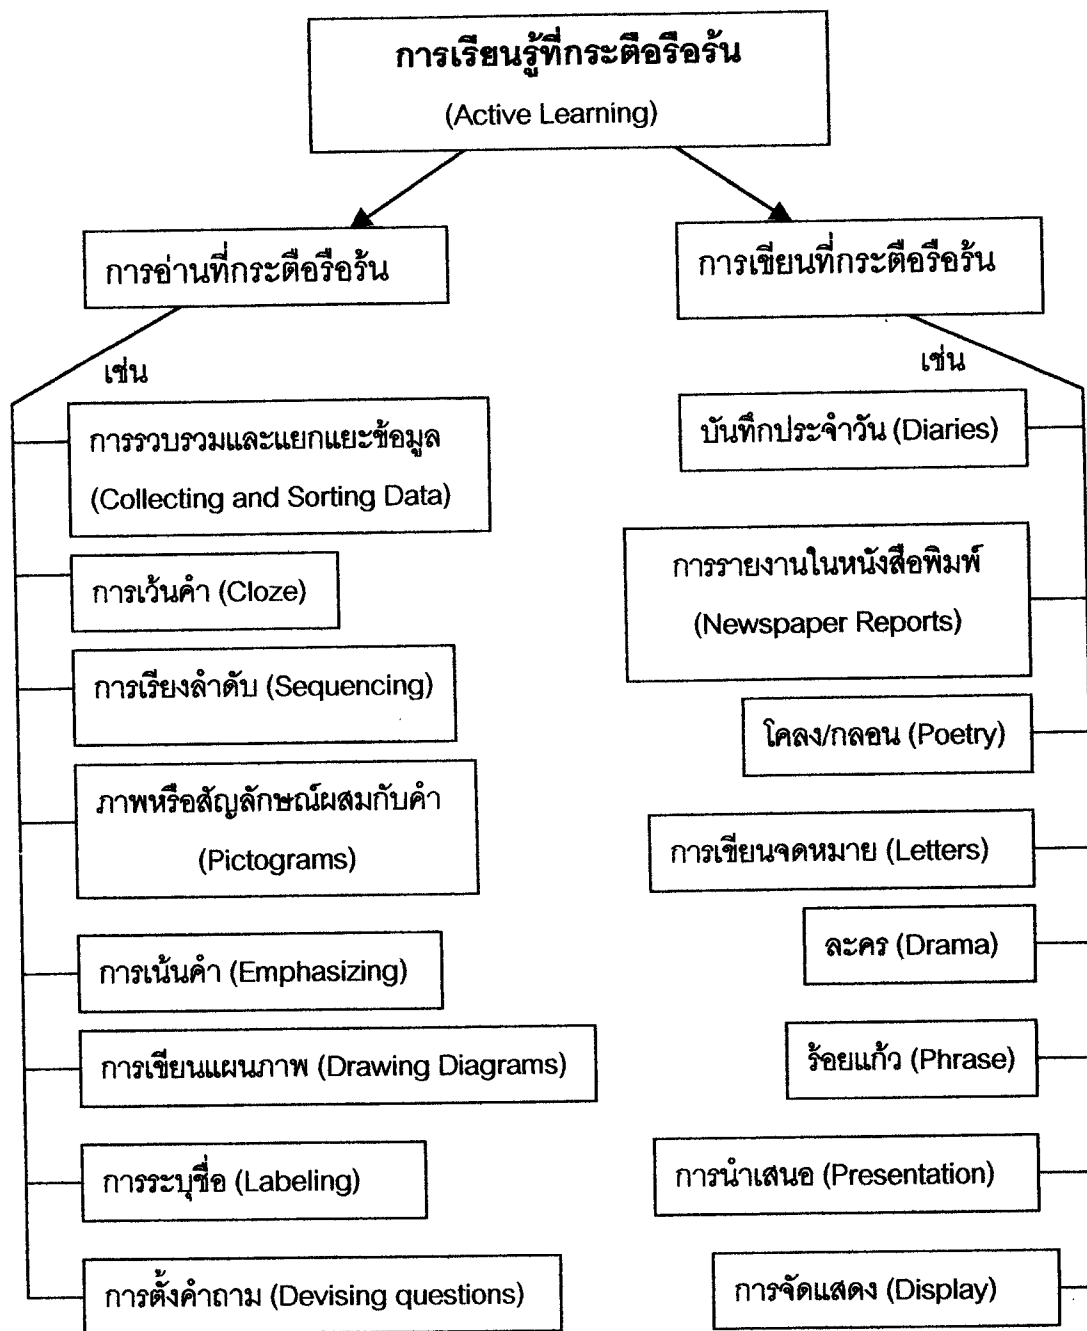 การเรียนรู้ที่กระตือรือร้น
(Active Learning)
การอ่านที่กระตือรือร้น
เช่น
การรวบรวมและแยกแยะข้อมูล
(Collecting and Sorting Data)
การเว้นคำ (Cloze)
การเรียงลำดับ (Sequencing)
ภาพหรือสัญลักษณ์ผสมกับคำ
(Pictograms)
การเน้นคำ (Emphasizing)
การเขียนแผนภาพ (Drawing Diagrams)
การระบุชื่อ (Labeling)
การตั้งคำถาม (Devising questions)
การเขียนที่กระตือรือร้น
เช่น
บันทึกประจำวัน (Diaries)
การรายงานในหนังสือพิมพ์
(Newspaper Reports)
โคลง/กลอน (Poetry)
การเขียนจดหมาย (Letters)
ละคร (Drama)
ร้อยแก้ว (Phrase)
การนำเสนอ (Presentation)
การจัดแสดง (Display)